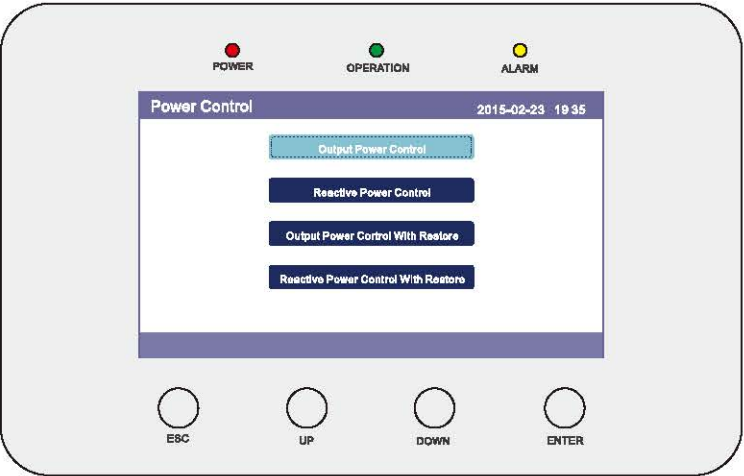 POWER OPERATION ALARM
Power Control 2015-02-23 19 35
Output Power Control
Reactive Power Control
Output Power Control With Restore
Reactive Power Control With Restore
ESC UP DOWN ENTER